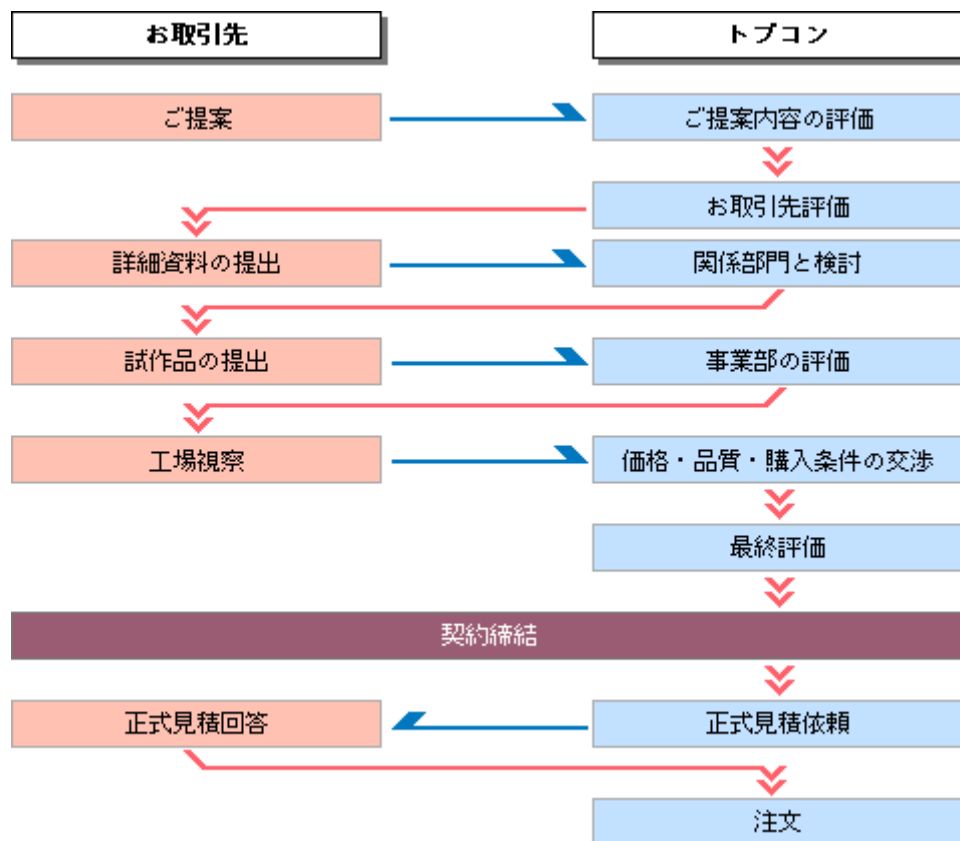 お取引先
トプコン
ご提案
ご提案内容の評価
お取引先評価
詳細資料の提出
関係部門と検討
試作品の提出
事業部の評価
工場視察
価格・品質・購入条件の交渉
最終評価
契約締結
正式見積回答
正式見積依頼
注文